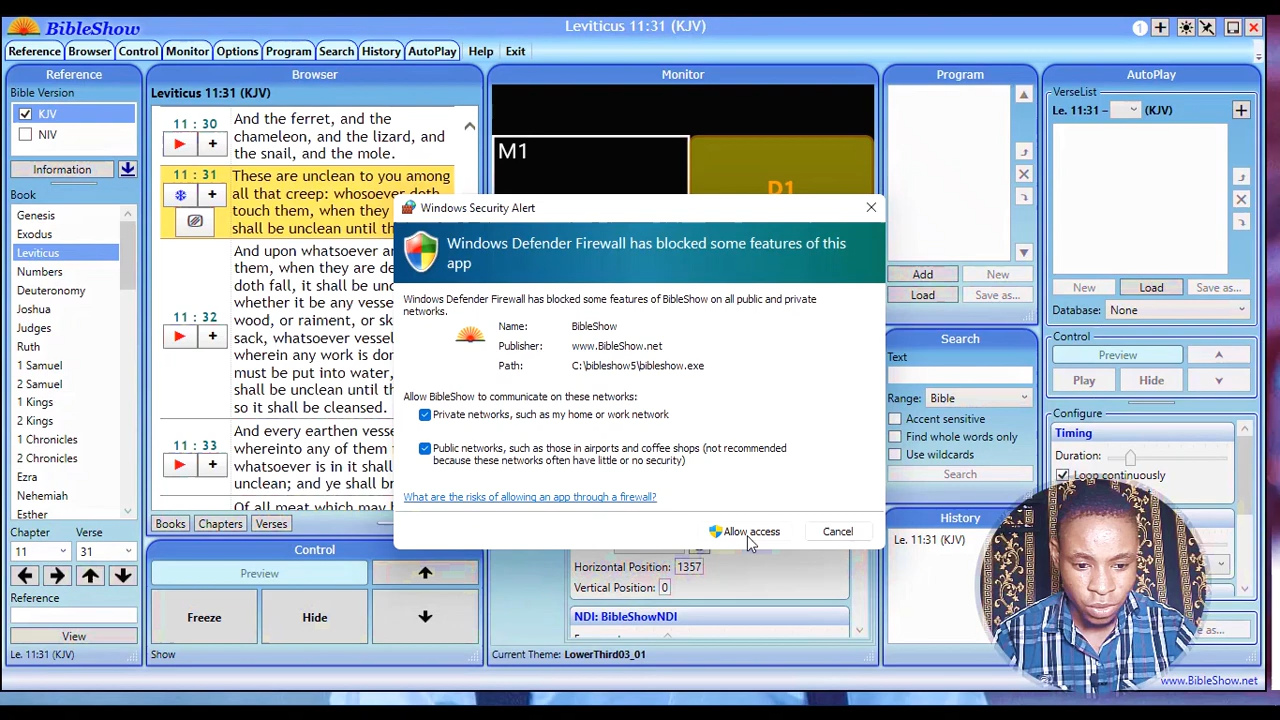 BibleShow
Leviticus 11:31 (KJV)
1
Reference Browser Control Monitor Options Program Search History AutoPlay Help Exit
Reference
Bible Version
KJV
NIV
Information
Book
Genesis
Exodus
Leviticus
Numbers
Deuteronomy
Joshua
Judges
Ruth
1 Samuel
2 Samuel
1 Kings
2 Kings
1 Chronicles
2 Chronicles
Ezra
Nehemiah
Esther
Chapter Verse
11 31
Reference
View
Le. 11:31 (KJV)
Browser
Leviticus 11:31 (KJV)
11 : 30
And the ferret, and the
chameleon, and the lizard, and
the snail, and the mole.
11 : 31
These are unclean to you among
all that creep: whosoever doth
touch them, when they
shall be unclean until
11 : 32
And upon whatsoever
them, when they are
doth fall, it shall be
whether it be any
wood, or raiment, or
sack, whatsoever
wherein any work is
must be put into water,
shall be unclean until
so it shall be cleansed.
11 : 33
And every earthen
whereinto any of them
whatsoever is in it shall
unclean; and ye shall
Of all meat which may
Books Chapters Verses
Control
Preview
Freeze Hide
Show
Monitor
M1
Windows Security Alert
Windows Defender Firewall has blocked some features of this
app
Windows Defender Firewall has blocked some features of BibleShow on all public and private
networks.
Name: BibleShow
Publisher: www.BibleShow.net
Path: C:\bibleshow5\bibleshow.exe
Allow BibleShow to communicate on these networks:
Private networks, such as my home or work network
Public networks, such as those in airports and coffee shops (not recommended
because these networks often have little or no security)
What are the risks of allowing an app through a firewall?
Allow access Cancel
Horizontal Position: 1357
Vertical Position: 0
NDI: BibleShowNDI
Current Theme: LowerThird03_01
Program
Add New
Load Save as...
Search
Text
Range: Bible
Accent sensitive
Find whole words only
Use wildcards
Search
History
Le. 11:31 (KJV)
AutoPlay
VerseList
Le. 11:31 – (KJV)
New Load Save as...
Database: None
Control
Preview
Play Hide
Configure
Timing
Duration:
Loop continuously
as...
www.BibleShow.net